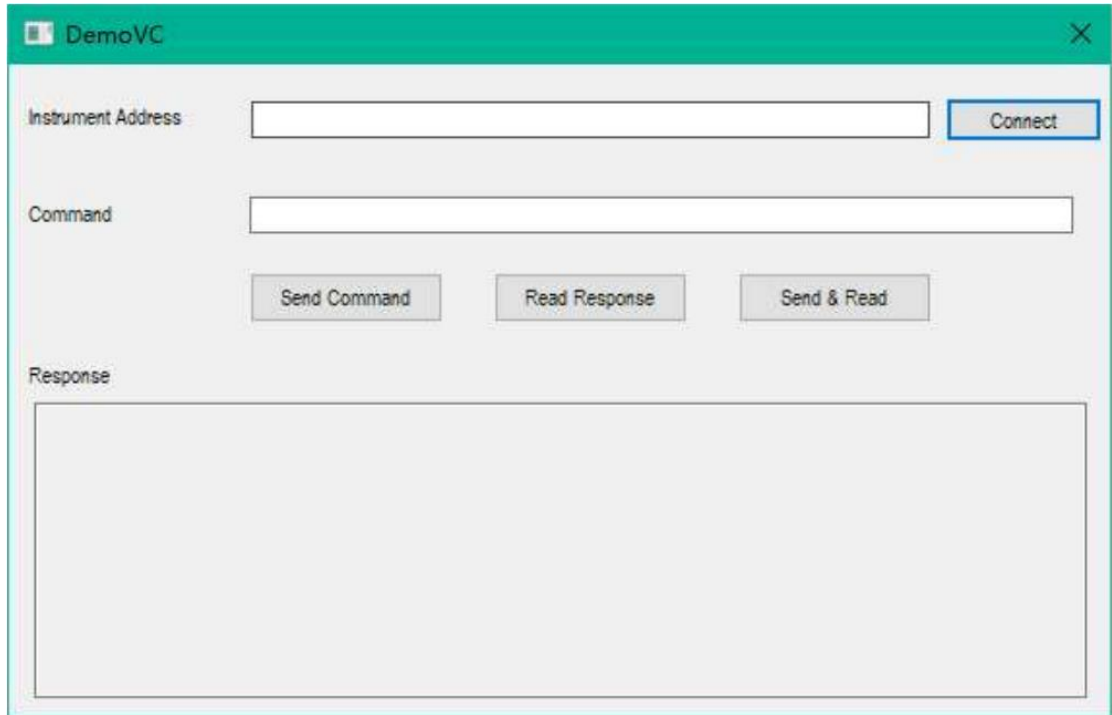 DemoVC
Instrument Address
Connect
Command
Send Command Read Response Send & Read
Response